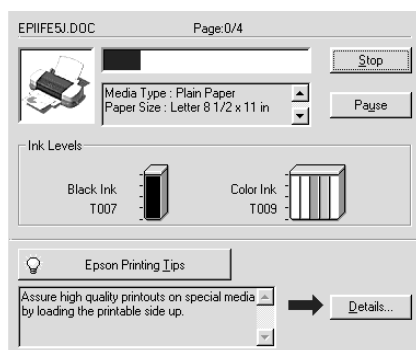 EPIIFE5J.DOC Page:0/4
Stop
Media Type : Plain Paper
Paper Size : Letter 8 1/2 x 11 in
Pause
Ink Levels
Black Ink
T007
Color Ink
T009
Epson Printing Tips
Assure high quality printouts on special media
by loading the printable side up.
Details...